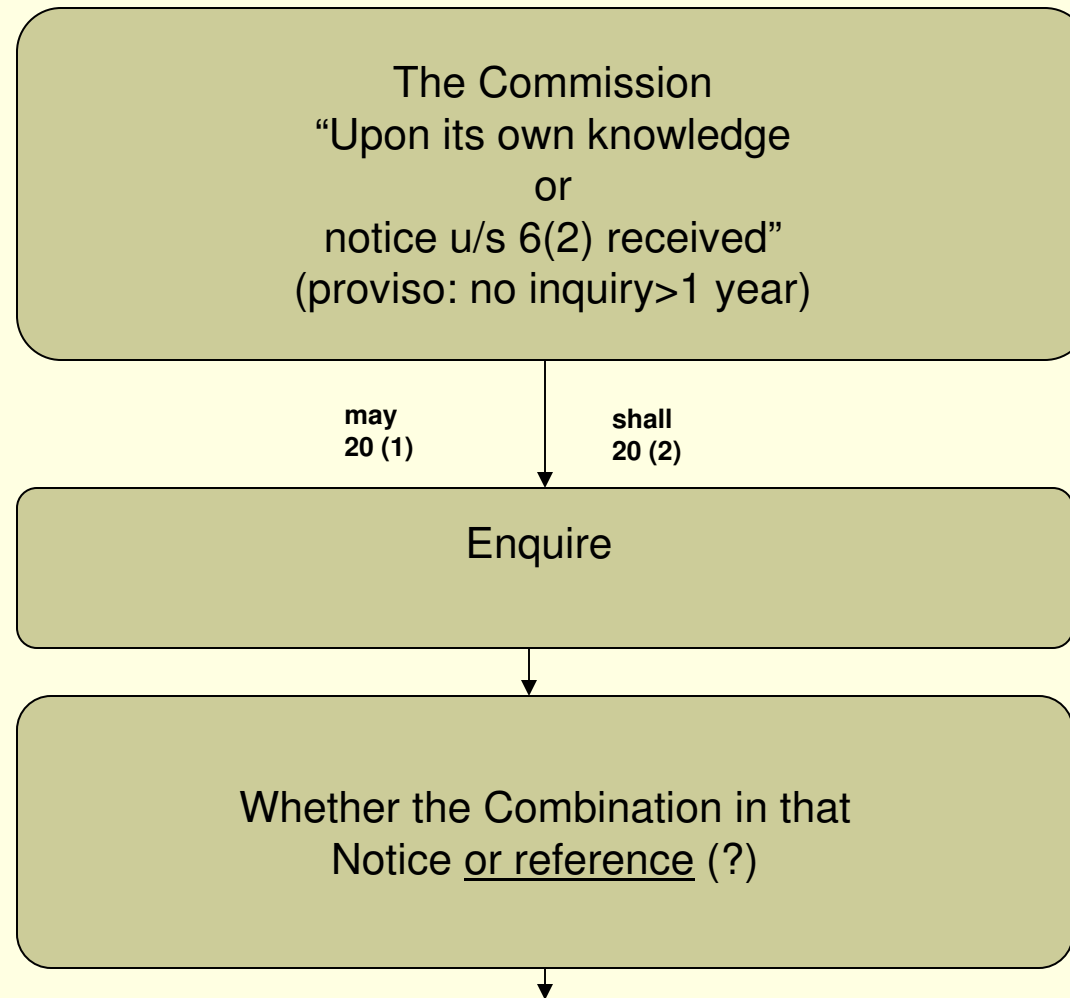 The Commission
“Upon its own knowledge
or
notice u/s 6(2) received”
(proviso: no inquiry>1 year)
may
20 (1)
shall
20 (2)
Enquire
Whether the Combination in that
Notice or reference (?)